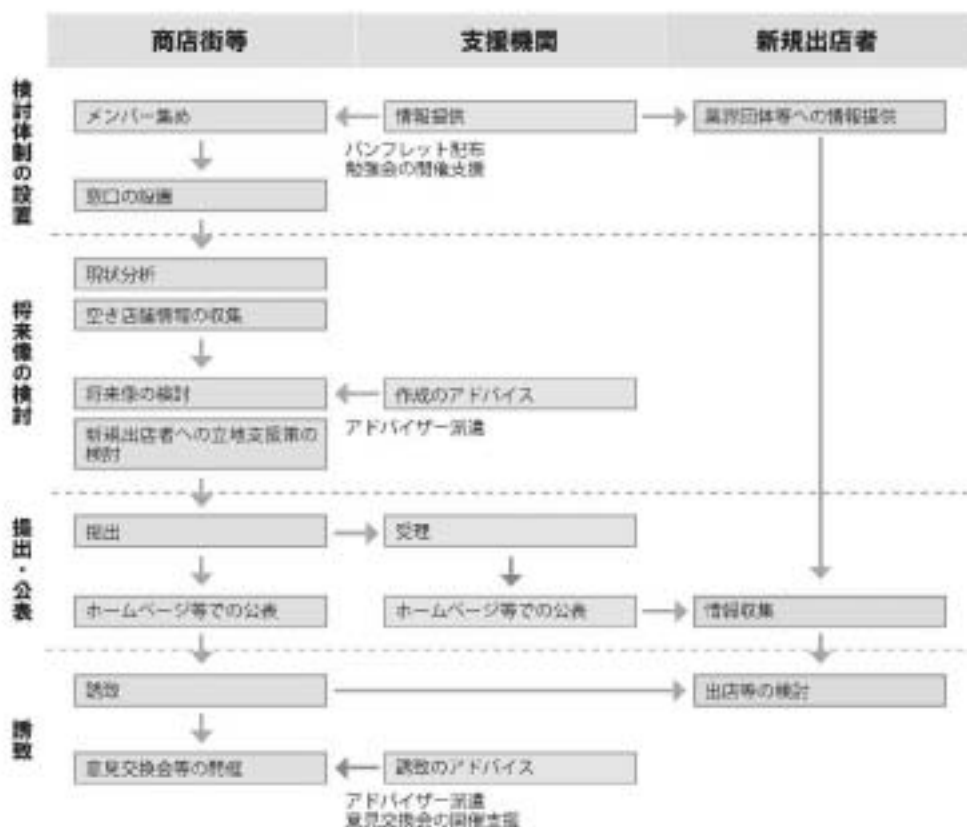 商店街等
支援機関
新規出店者
検討体制の設置
メンバー集め
情報提供
業界団体等への情報提供
パンフレット配布
勉強会の開催支援
窓口の設置
将来像の検討
現状分析
空き店舗情報の収集
将来像の検討
作成のアドバイス
アドバイザー派遣
新規出店者への立地支援策の
検討
提出・公表
提出
受理
ホームページ等での公表
ホームページ等での公表
情報収集
誘致
誘致
出店等の検討
意見交換会等の開催
誘致のアドバイス
アドバイザー派遣
意見交換会の開催支援